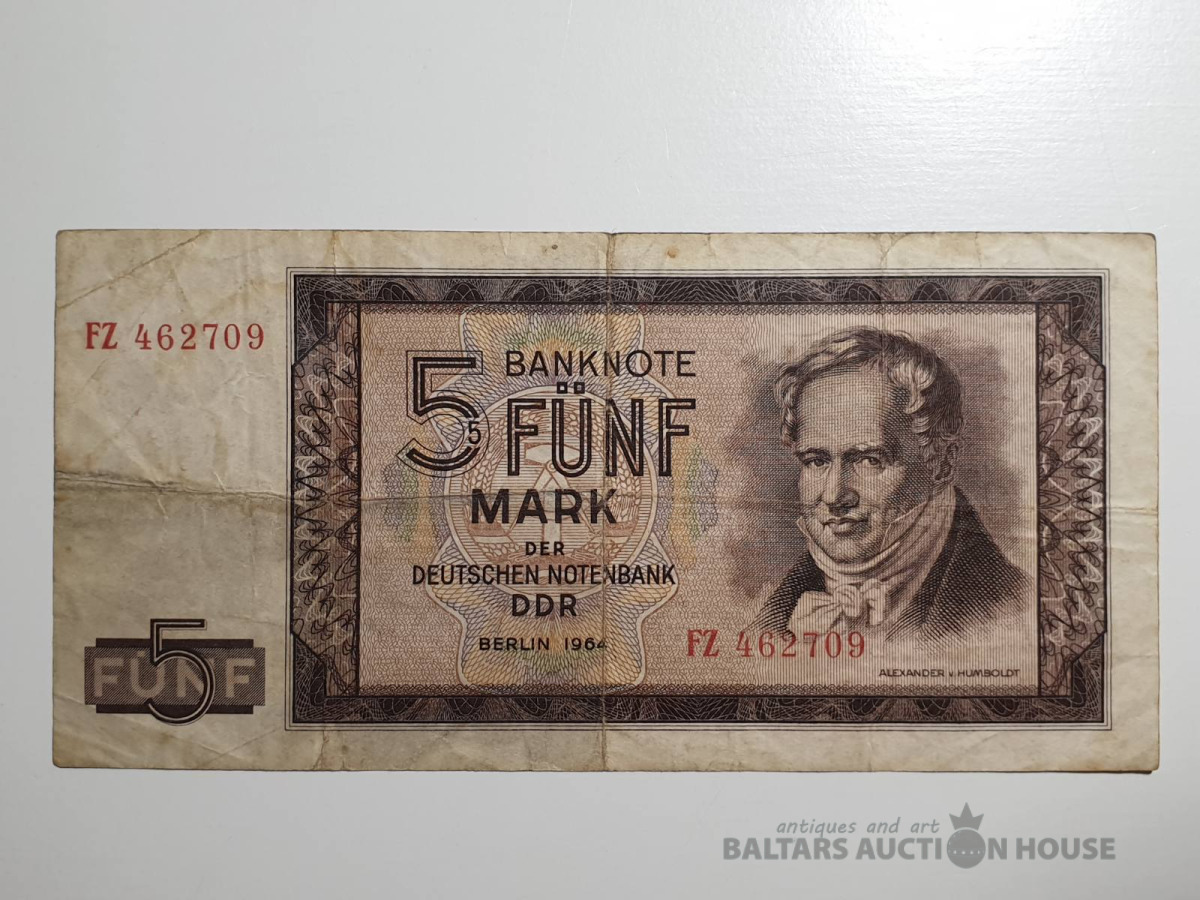 FZ 462709
5 BANKNOTE
5 FÜNF
MARK
DER
DEUTSCHEN NOTENBANK
DDR
BERLIN 1964
FZ 462709
ALEXANDER v. HUMBOLDT
FÜNF
5
antiques and art
BALTARS AUCTION HOUSE